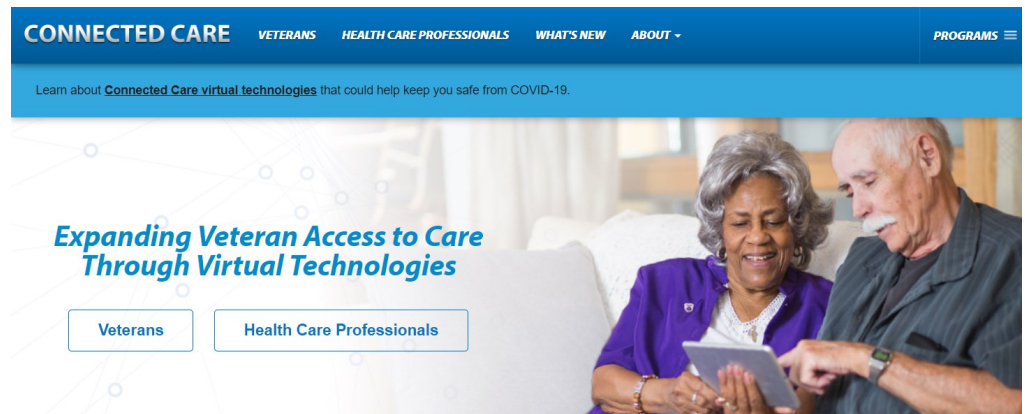 CONNECTED CARE VETERANS HEALTH CARE PROFESSIONALS WHAT'S NEW ABOUT PROGRAMS
Learn about Connected Care virtual technologies that could help keep you safe from COVID-19.
Expanding Veteran Access to Care
Through Virtual Technologies
Veterans Health Care Professionals